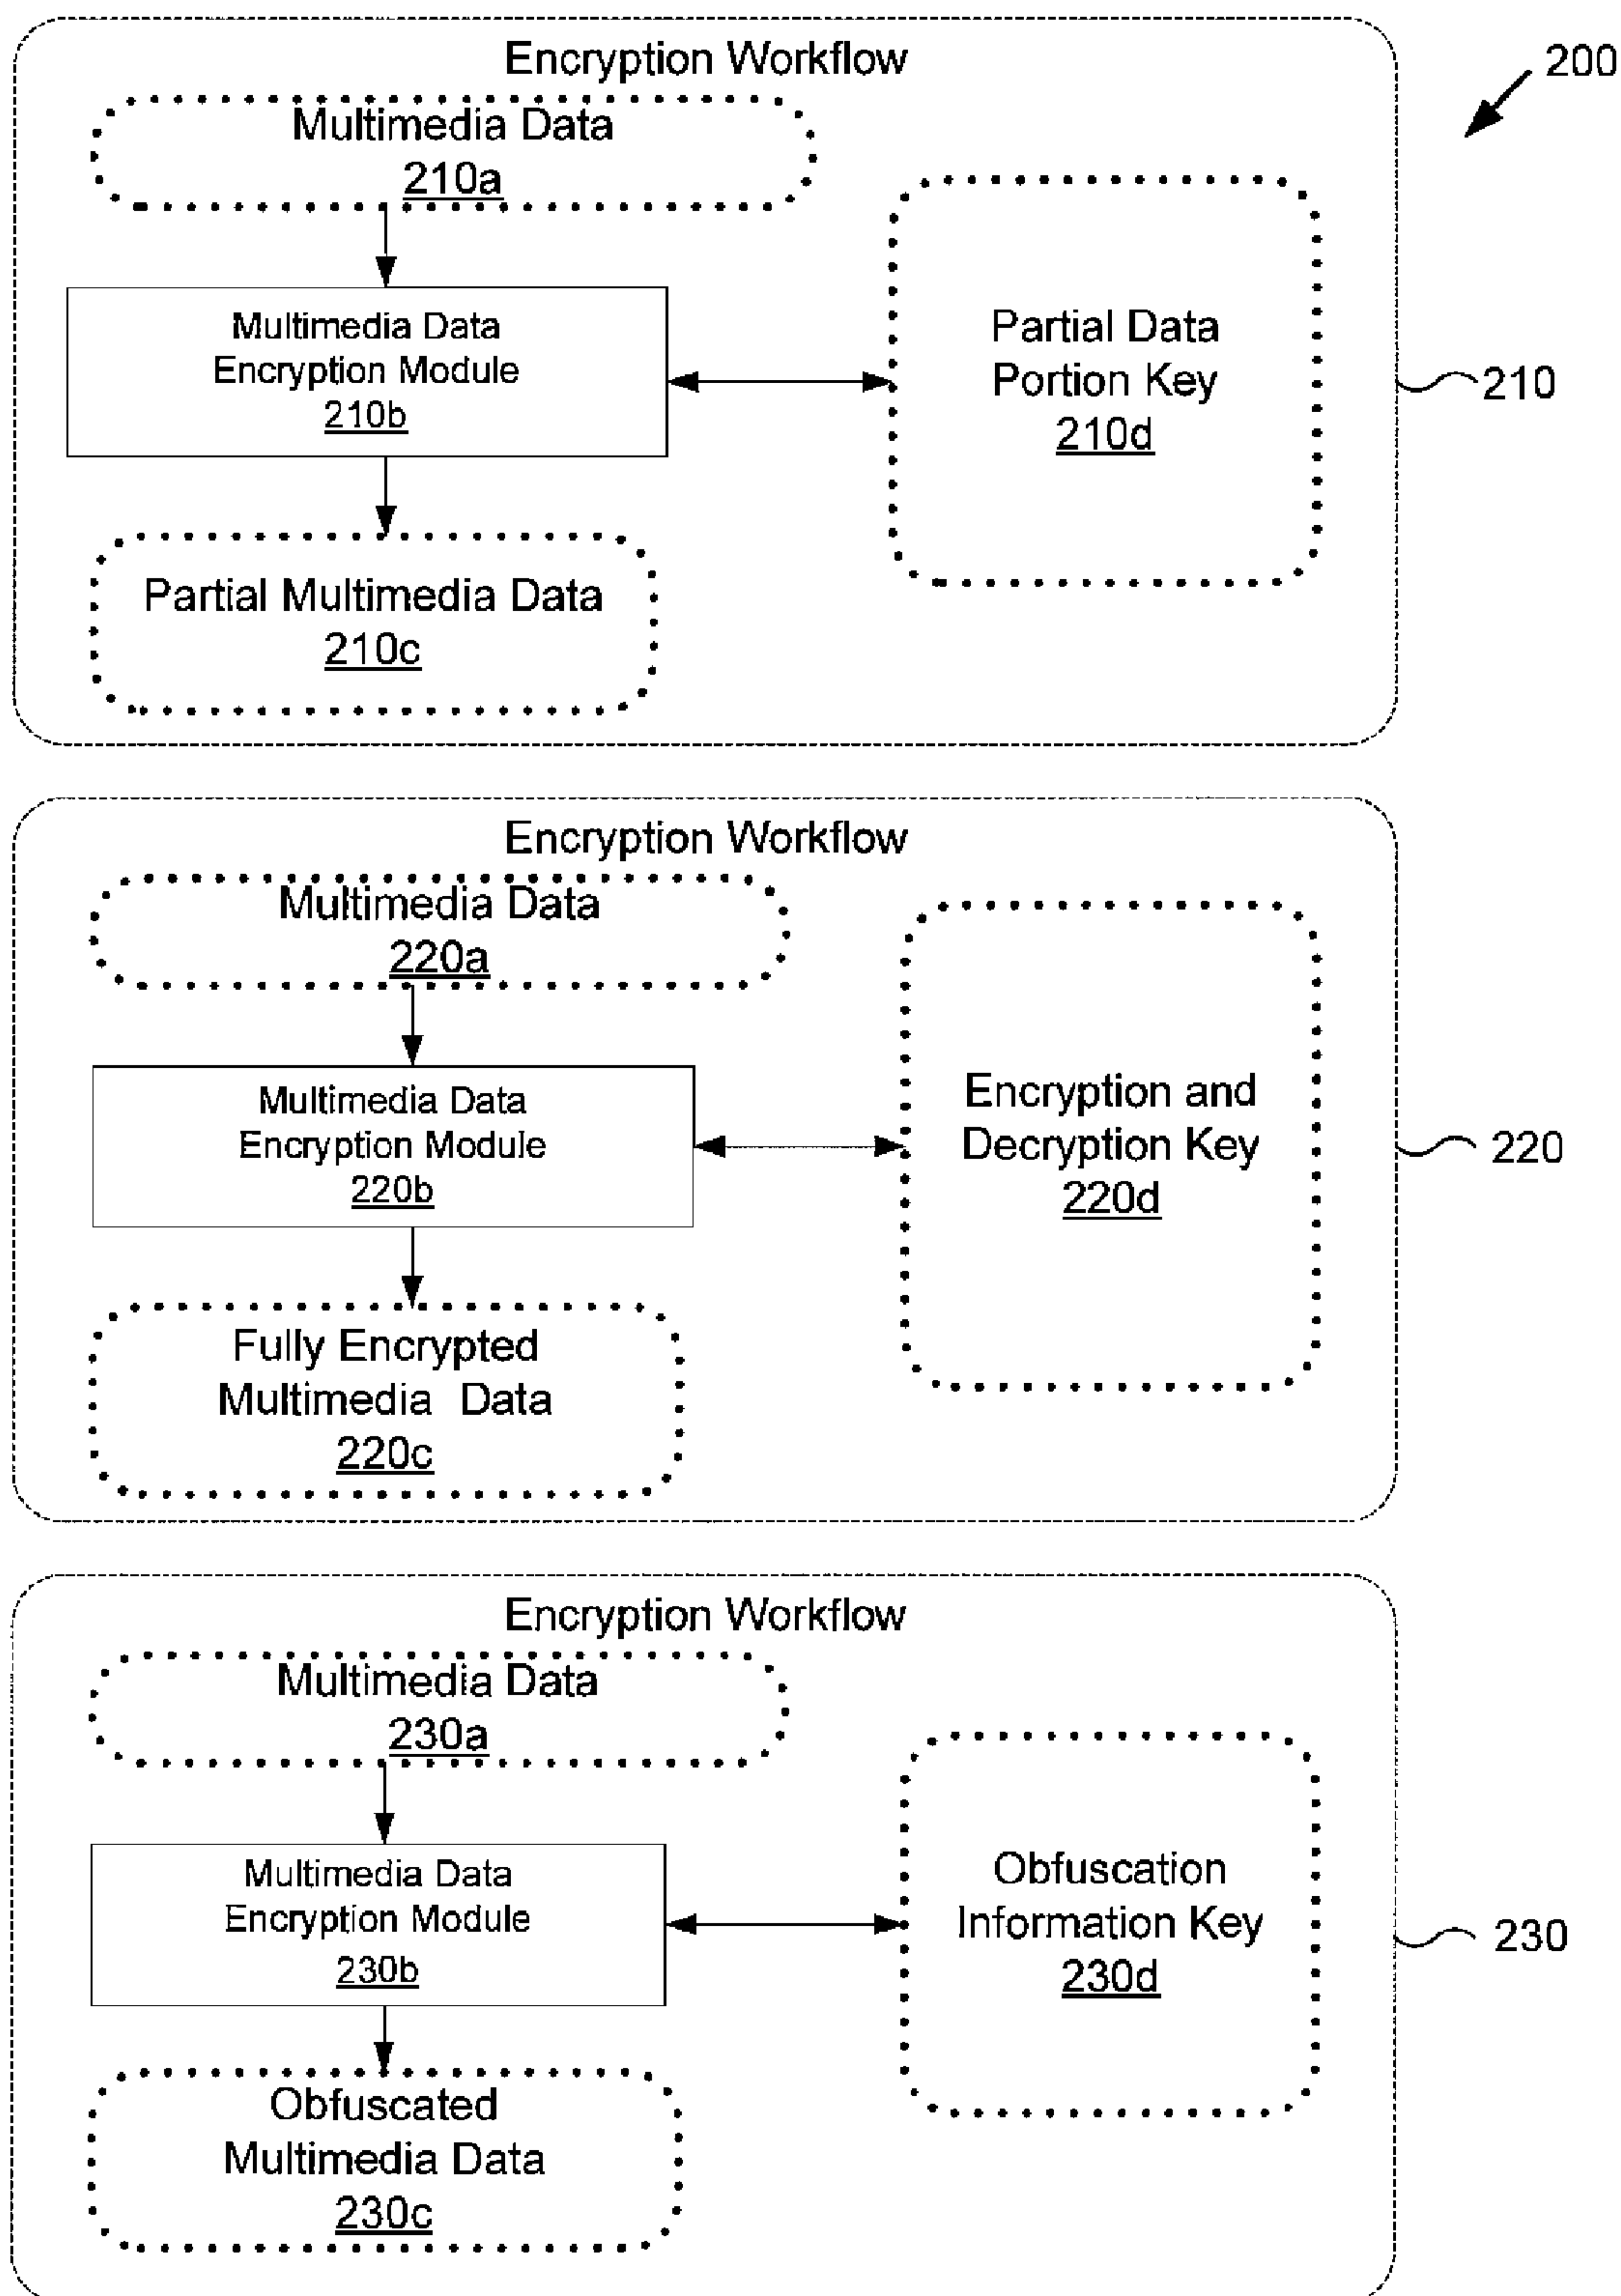 Encryption Workflow
200
Multimedia Data
210a
Multimedia Data
Encryption Module
210b
Partial Data
Portion Key
210d
210
Partial Multimedia Data
210c
Encryption Workflow
Multimedia Data
220a
Multimedia Data
Encryption Module
220b
Encryption and
Decryption Key
220d
220
Fully Encrypted
Multimedia Data
220c
Encryption Workflow
Multimedia Data
230a
Multimedia Data
Encryption Module
230b
Obfuscation
Information Key
230d
230
Obfuscated
Multimedia Data
230c